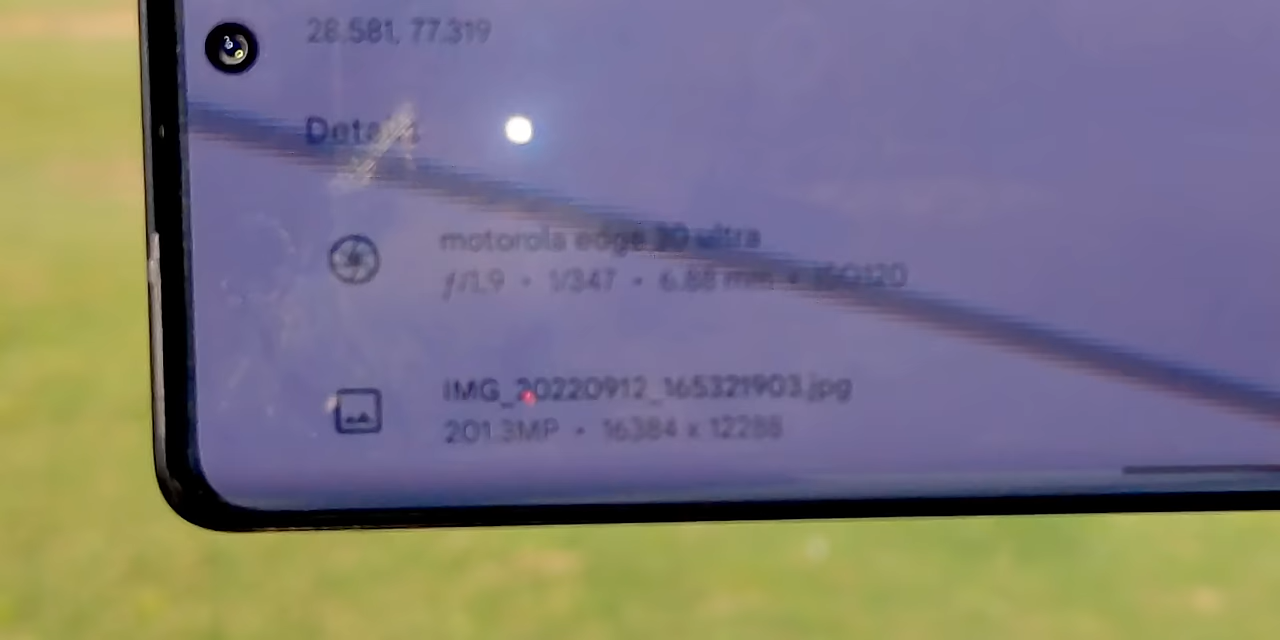 28.581, 77.319
Details
motorola edge 30 ultra
ƒ/1.9 • 1/347 • 6.88 mm • ISO120
IMG_20220912_165321903.jpg
201.3MP • 16384 x 12288